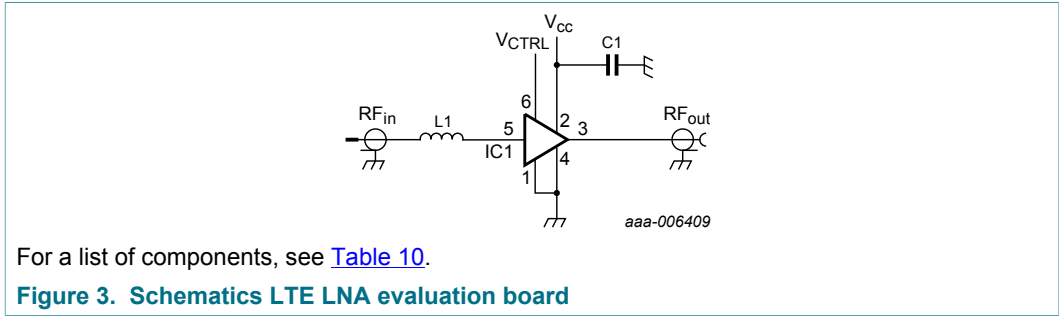 Vcc
VCTRL
C1
6
RFin
L1
5
2
3
RFout
IC1
4
1
aaa-006409
For a list of components, see Table 10.
Figure 3. Schematics LTE LNA evaluation board